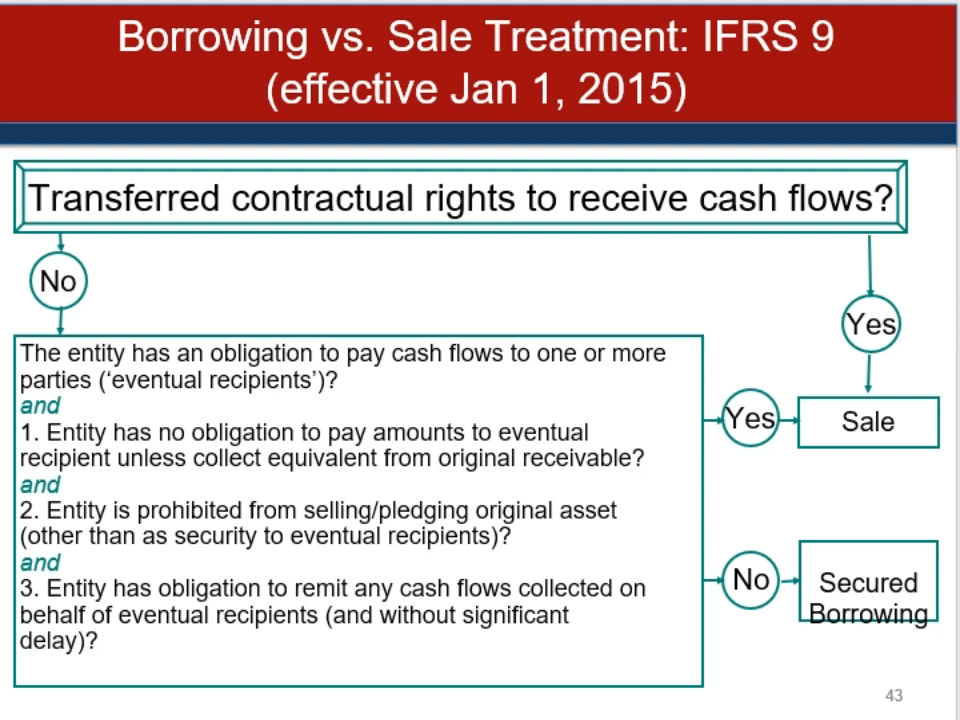 Borrowing vs. Sale Treatment: IFRS 9
(effective Jan 1, 2015)
Transferred contractual rights to receive cash flows?
No
Yes
The entity has an obligation to pay cash flows to one or more
parties (‘eventual recipients’)?
and
1. Entity has no obligation to pay amounts to eventual
recipient unless collect equivalent from original receivable?
and
2. Entity is prohibited from selling/pledging original asset
(other than as security to eventual recipients)?
and
3. Entity has obligation to remit any cash flows collected on
behalf of eventual recipients (and without significant
delay)?
Yes
Sale
No
Secured
Borrowing
43